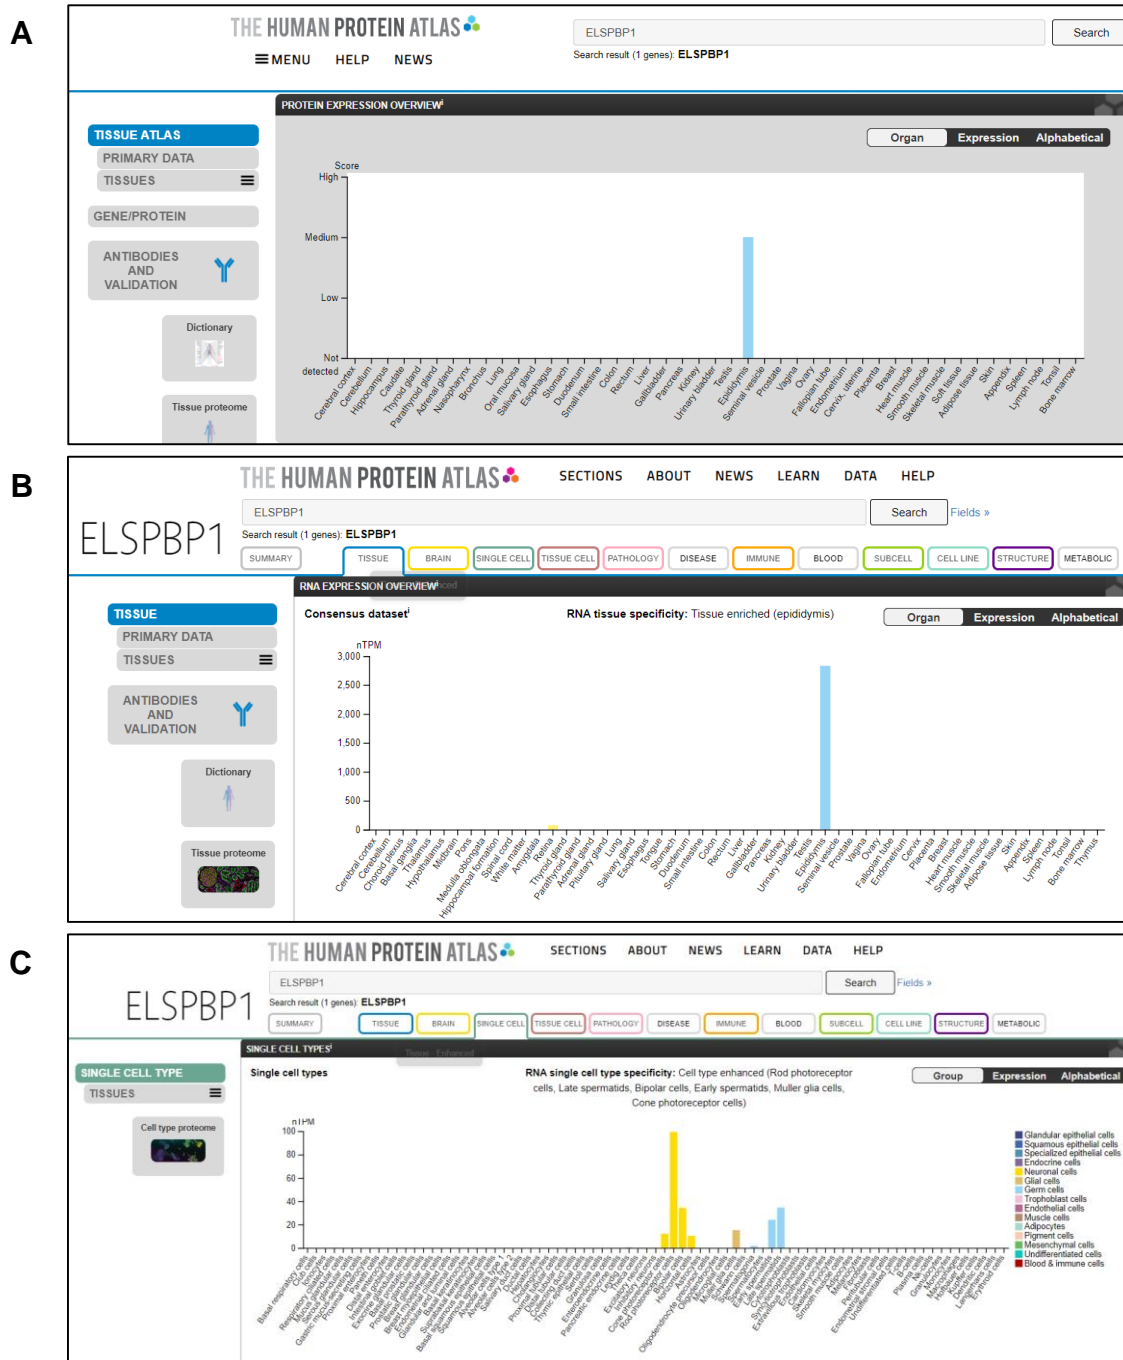 A
THE HUMAN PROTEIN ATLAS
ELSPBP1
Search
Search result (1 genes): ELSPBP1
MENU HELP NEWS
PROTEIN EXPRESSION OVERVIEWi
TISSUE ATLAS
PRIMARY DATA
TISSUES
GENE/PROTEIN
ANTIBODIES
AND
VALIDATION
Dictionary
Tissue proteome
Organ Expression Alphabetical
Score
High
Medium
Low
Not
detected
Cerebral cortex
Cerebellum
Hippocampus
Caudate
Thyroid gland
Parathyroid gland
Adrenal gland
Nasopharynx
Bronchus
Lung
Oral mucosa
Salivary gland
Esophagus
Stomach
Duodenum
Small intestine
Colon
Rectum
Liver
Gallbladder
Pancreas
Kidney
Urinary bladder
Testis
Epididymis
Seminal vesicle
Prostate
Vagina
Ovary
Fallopian tube
Endometrium
Cervix, uterine
Placenta
Breast
Heart muscle
Smooth muscle
Skeletal muscle
Soft tissue
Adipose tissue
Skin
Appendix
Spleen
Lymph node
Tonsil
Bone marrow
B
THE HUMAN PROTEIN ATLAS
SECTIONS ABOUT NEWS LEARN DATA HELP
ELSPBP1
ELSPBP1
Search
Fields »
Search result (1 genes): ELSPBP1
SUMMARY TISSUE BRAIN SINGLE CELL TISSUE CELL PATHOLOGY DISEASE IMMUNE BLOOD SUBCELL CELL LINE STRUCTURE METABOLIC
RNA EXPRESSION OVERVIEWi
TISSUE
PRIMARY DATA
TISSUES
ANTIBODIES
AND
VALIDATION
Dictionary
Tissue proteome
Consensus dataseti
RNA tissue specificity: Tissue enriched (epididymis)
Organ Expression Alphabetical
nTPM
3,000
2,500
2,000
1,500
1,000
500
0
Cerebral cortex
Cerebellum
Choroid plexus
Basal ganglia
Thalamus
Hypothalamus
Midbrain
Pons
Medulla oblongata
Hippocampal formation
Spinal cord
White matter
Amygdala
Retina
Thyroid gland
Parathyroid gland
Adrenal gland
Pituitary gland
Lung
Salivary gland
Esophagus
Tongue
Stomach
Duodenum
Small intestine
Colon
Rectum
Liver
Gallbladder
Pancreas
Kidney
Urinary bladder
Testis
Epididymis
Seminal vesicle
Prostate
Vagina
Ovary
Fallopian tube
Endometrium
Cervix
Placenta
Breast
Heart muscle
Smooth muscle
Skeletal muscle
Adipose tissue
Skin
Appendix
Spleen
Lymph node
Tonsil
Bone marrow
Thymus
C
THE HUMAN PROTEIN ATLAS
SECTIONS ABOUT NEWS LEARN DATA HELP
ELSPBP1
ELSPBP1
Search
Fields »
Search result (1 genes): ELSPBP1
SUMMARY TISSUE BRAIN SINGLE CELL TISSUE CELL PATHOLOGY DISEASE IMMUNE BLOOD SUBCELL CELL LINE STRUCTURE METABOLIC
SINGLE CELL TYPESi
Tissue Enhanced
SINGLE CELL TYPE
TISSUES
Cell type proteome
Single cell types
RNA single cell type specificity: Cell type enhanced (Rod photoreceptor
cells, Late spermatids, Bipolar cells, Early spermatids, Muller glia cells,
Cone photoreceptor cells)
Group Expression Alphabetical
nTPM
100
80
60
40
20
0
Glandular epithelial cells
Squamous epithelial cells
Specialized epithelial cells
Endocrine cells
Neuronal cells
Glial cells
Germ cells
Trophoblast cells
Endothelial cells
Muscle cells
Adipocytes
Pigment cells
Mesenchymal cells
Undifferentiated cells
Blood & immune cells
Basal respiratory cells